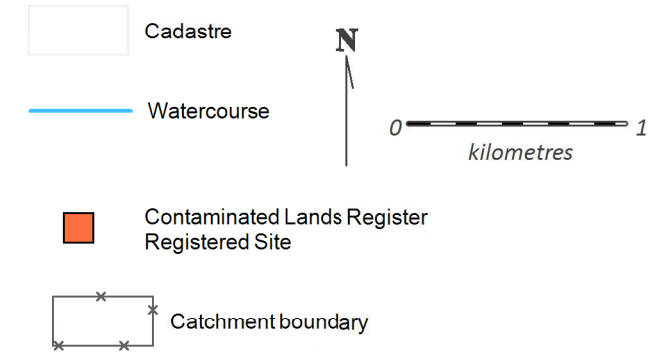 Cadastre
N
Watercourse
0 1
kilometres
Contaminated Lands Register
Registered Site
Catchment boundary